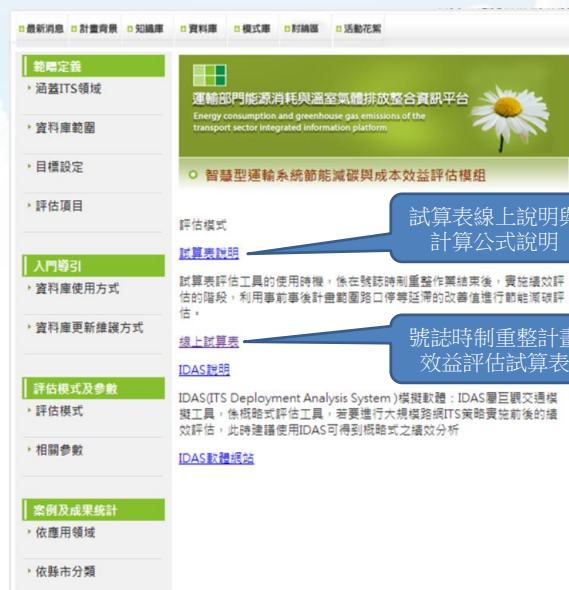 最新消息 計畫背景 知識庫 資料庫 模式庫 討論區 活動花絮
範疇定義
涵蓋ITS領域
資料庫範圍
目標設定
評估項目
入門導引
資料庫使用方式
資料庫更新維護方式
評估模式及參數
評估模式
相關參數
案例及成果統計
依應用領域
依縣市分類
運輸部門能源消耗與溫室氣體排放整合資訊平台
Energy consumption and greenhouse gas emissions of the
transport sector integrated information platform
智慧型運輸系統節能減碳與成本效益評估模組
評估模式
試算表說明
試算表線上說明與
計算公式說明
試算表評估工具的使用時機，係在號誌時制重整作業結束後，實施績效評
估的階段，利用事前事後計畫範圍路口停等延滯的改善值進行節能減碳評
估。
線上試算表
號誌時制重整計畫
效益評估試算表
IDAS說明
IDAS(ITS Deployment Analysis System )模擬軟體：IDAS屬巨觀交通模
擬工具，係概略式評估工具，若要進行大規模路網ITS策略實施前後的績
效評估，此時建議使用IDAS可得到概略式之績效分析
IDAS軟體網站